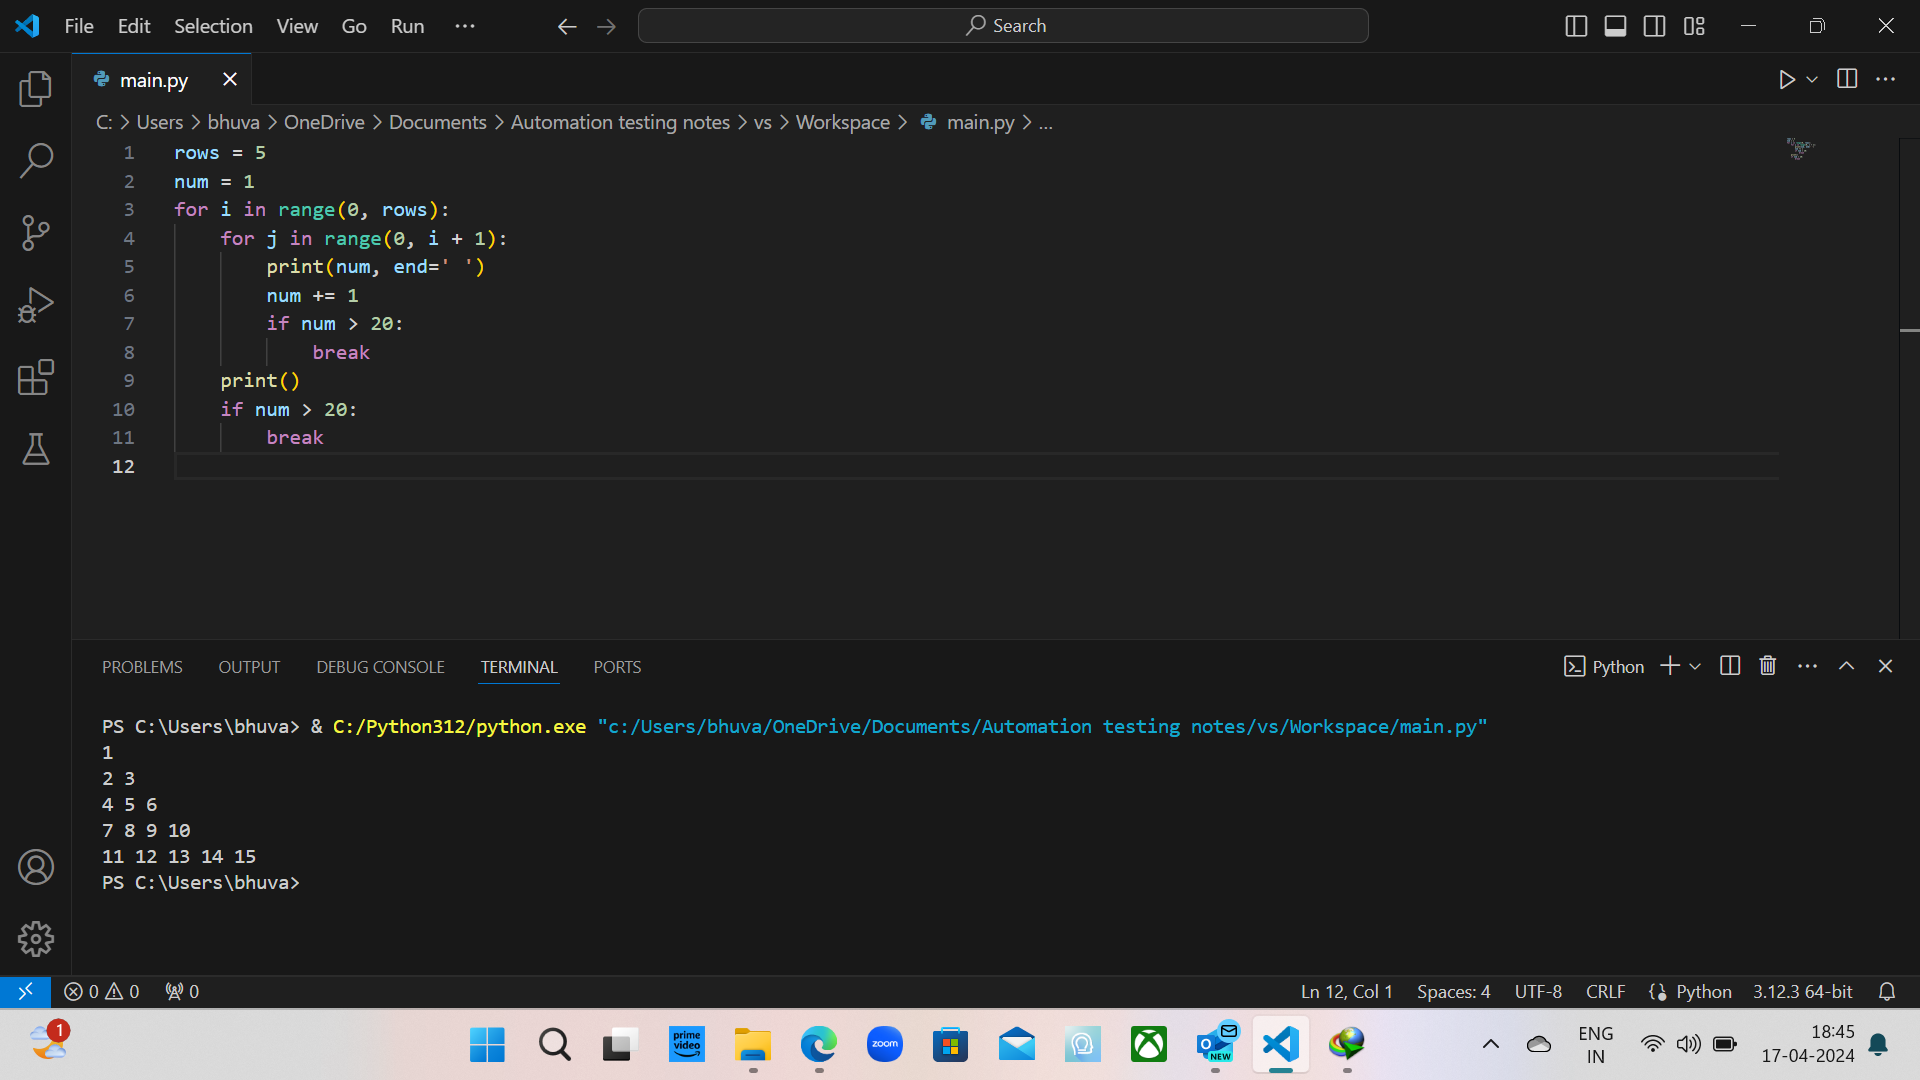 File Edit Selection View Go Run ...
Search
main.py
C: > Users > bhuva > OneDrive > Documents > Automation testing notes > vs > Workspace > main.py > ...
1 rows = 5
2 num = 1
3 for i in range(0, rows):
4     for j in range(0, i + 1):
5         print(num, end=' ')
6         num += 1
7         if num > 20:
8             break
9     print()
10     if num > 20:
11         break
12
PROBLEMS OUTPUT DEBUG CONSOLE TERMINAL PORTS
Python
PS C:\Users\bhuva> & C:/Python312/python.exe "c:/Users/bhuva/OneDrive/Documents/Automation testing notes/vs/Workspace/main.py"
1
2 3
4 5 6
7 8 9 10
11 12 13 14 15
PS C:\Users\bhuva>
0 0 0 Ln 12, Col 1 Spaces: 4 UTF-8 CRLF Python 3.12.3 64-bit
1
prime video
zoom
NEW
ENG
IN
18:45
17-04-2024